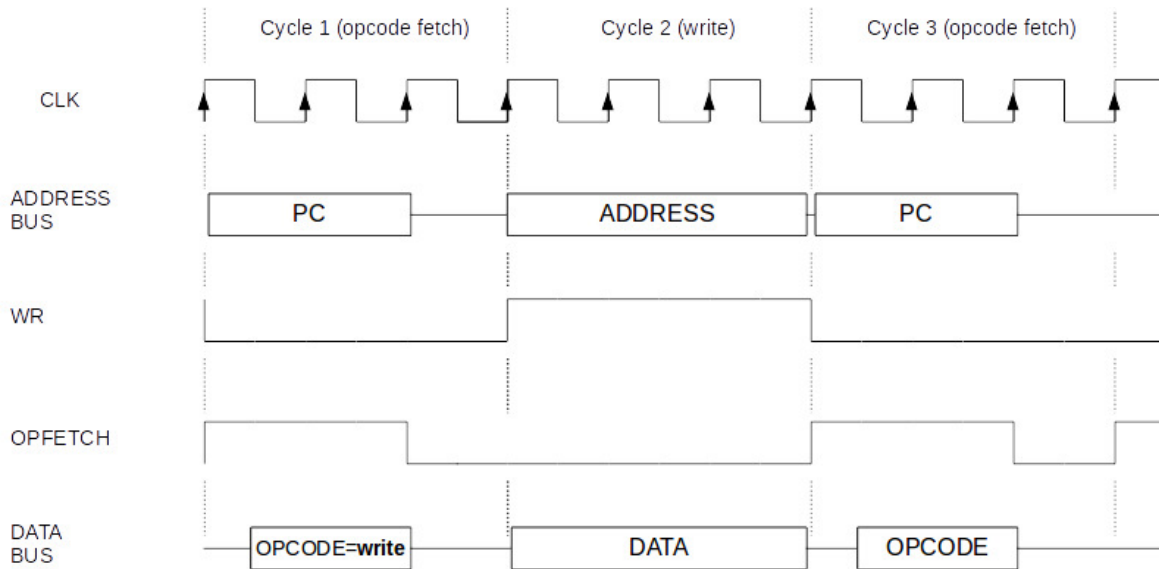 Cycle 1 (opcode fetch) Cycle 2 (write) Cycle 3 (opcode fetch)
CLK
ADDRESS
BUS
PC ADDRESS PC
WR
OPFETCH
DATA
BUS
OPCODE=write DATA OPCODE